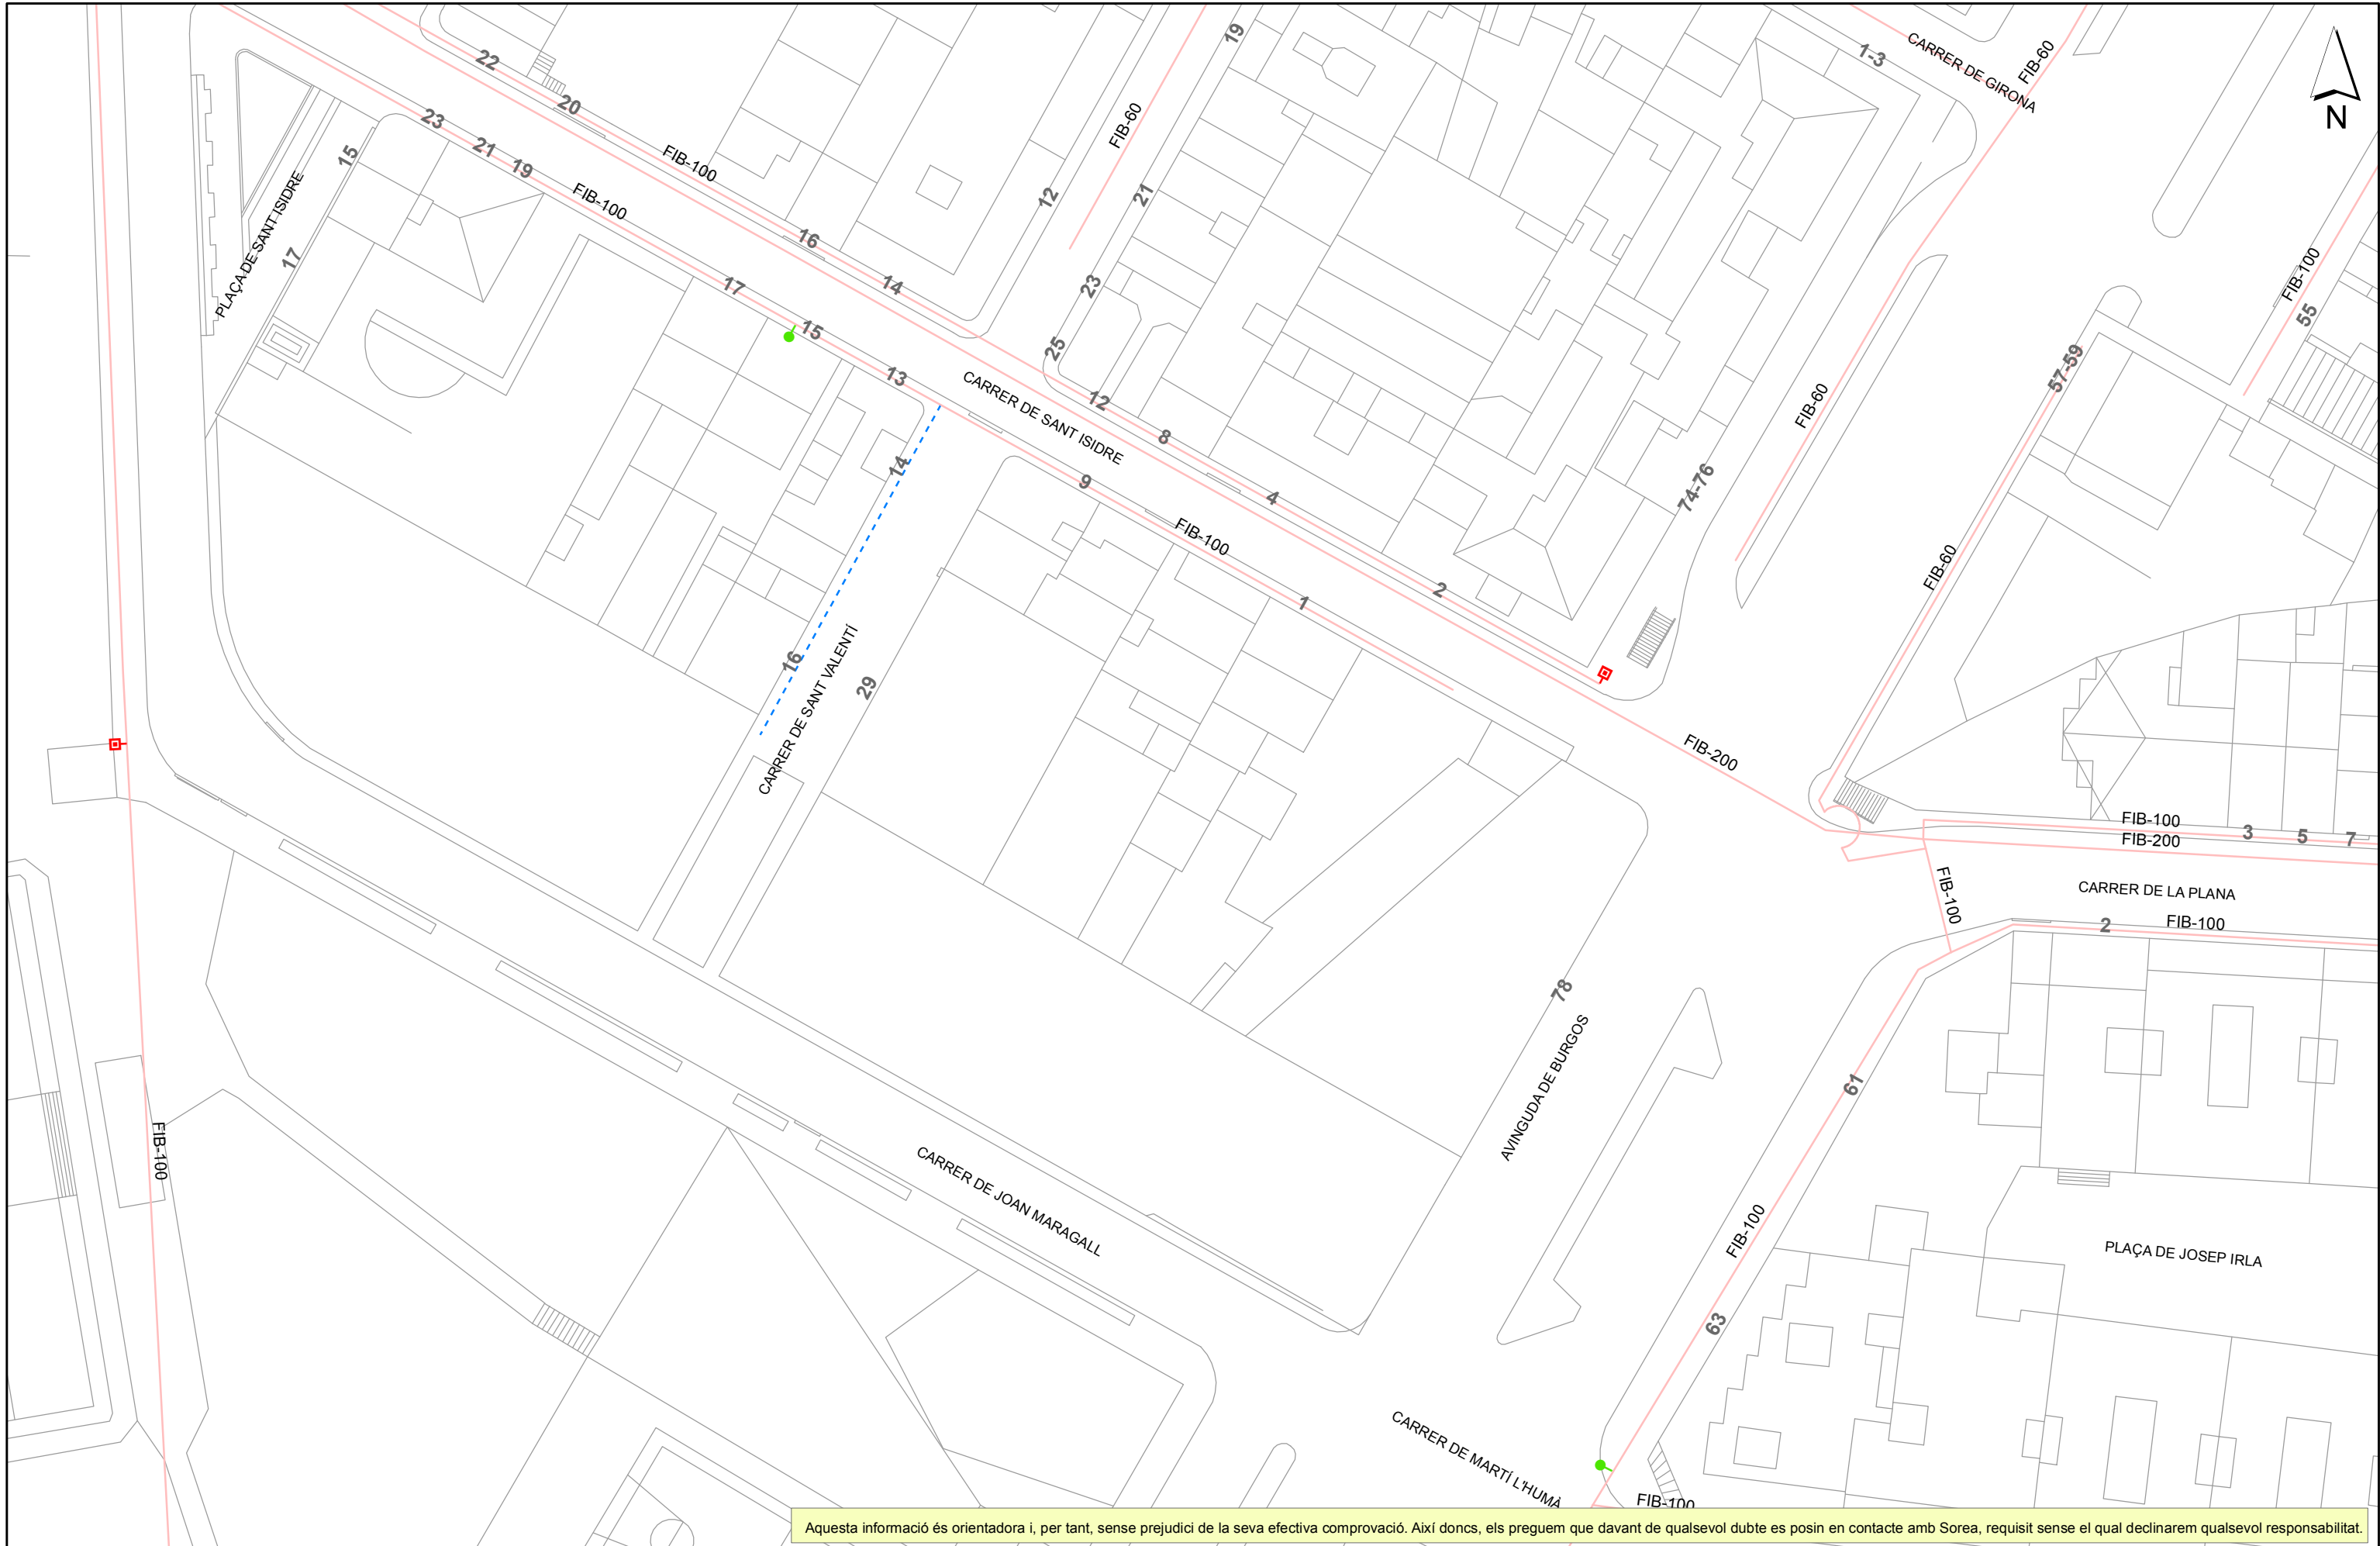 22
20
FIB-100
23
21
19
FIB-100
15
PLAÇA DE SANT ISIDRE
17
19
FIB-60
12
21
16
14
23
25
17
15
13
CARRER DE SANT ISIDRE
12
8
4
2
9
FIB-100
1
14
16
CARRER DE SANT VALENTÍ
29
1-3
CARRER DE GIRONA
FIB-60
N
FIB-100
55
57-59
FIB-60
74-76
FIB-60
FIB-200
FIB-100
3
5
7
FIB-200
CARRER DE LA PLANA
FIB-100
2
FIB-100
78
AVINGUDA DE BURGOS
61
FIB-100
63
PLAÇA DE JOSEP IRLA
FIB-100
CARRER DE JOAN MARAGALL
CARRER DE MARTÍ L'HUMÀ
FIB-100
Aquesta informació és orientadora i, per tant, sense prejudici de la seva efectiva comprovació. Així doncs, els preguem que davant de qualsevol dubte es posin en contacte amb Sorea, requisit sense el qual declinarem qualsevol responsabilitat.